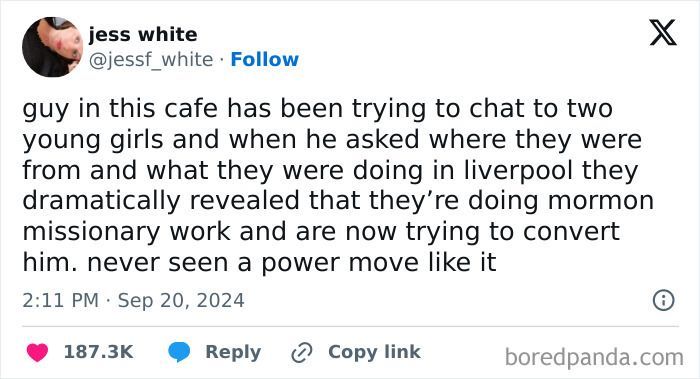 jess white
@jessf_white · Follow
guy in this cafe has been trying to chat to two
young girls and when he asked where they were
from and what they were doing in liverpool they
dramatically revealed that they’re doing mormon
missionary work and are now trying to convert
him. never seen a power move like it
2:11 PM · Sep 20, 2024
187.3K Reply Copy link
boredpanda.com